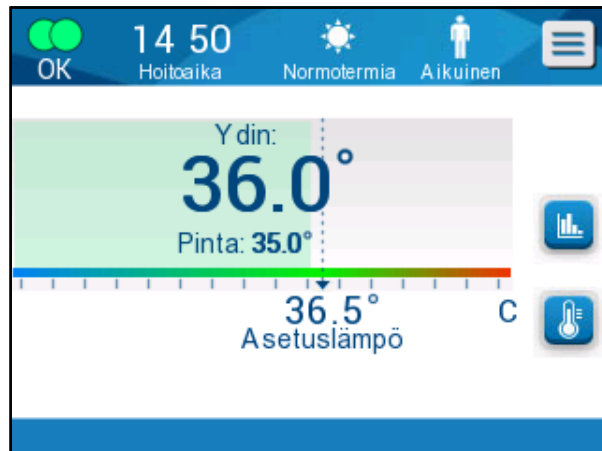 OK
14 50
Hoitoaika
Normotermia
Aikuinen
Ydin:
36.0°
Pinta: 35.0°
36.5° C
Asetuslämpö